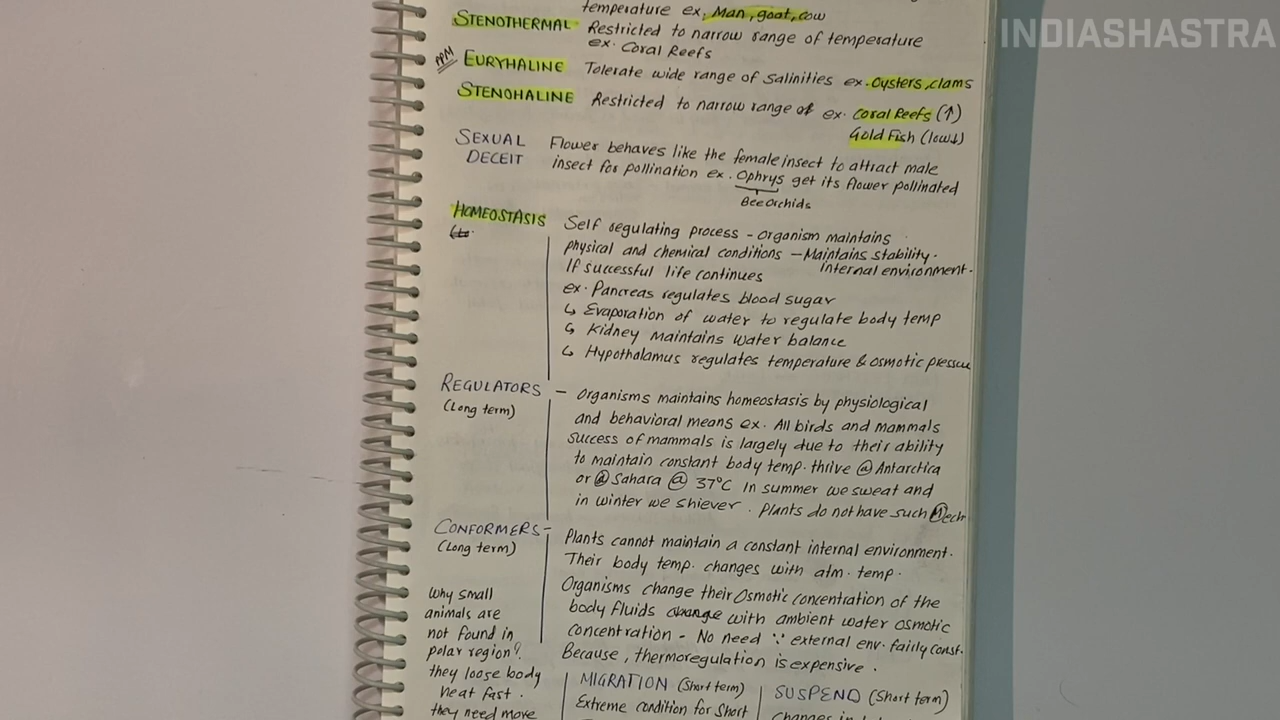 INDIASHASTRA
temperature ex. Man, goat, cow
STENOTHERMAL Restricted to narrow range of temperature
ex. Coral Reefs
PPM EURYHALINE Tolerate wide range of Salinities ex. Oysters, clams
STENOHALINE Restricted to narrow range of ex. Coral Reefs (↑)
Gold Fish (low↓)
SEXUAL DECEIT Flower behaves like the female insect to attract male
insect for pollination ex. Ophrys get its flower pollinated
Bee Orchids
HOMEOSTASIS Self regulating process - Organism maintains
physical and chemical conditions — Maintains stability.
Internal environment.
If successful life continues
ex. Pancreas regulates blood sugar
↳ Evaporation of water to regulate body temp
↳ Kidney Maintains water balance
↳ Hypothalamus regulates temperature & osmotic pressure
REGULATORS – Organisms maintains homeostasis by physiological
(Long term) and behavioral means ex. All birds and mammals
success of mammals is largely due to their ability
to maintain constant body temp. thrive @ Antarctica
or @ Sahara @ 37°C In summer we sweat and
in winter we shiever. Plants do not have such Mech
CONFORMERS – Plants cannot maintain a constant internal environment.
(Long term) Their body temp. changes with atm. temp.
Organisms change their Osmotic concentration of the
body fluids change with ambient water osmotic
concentration - No need ∵ external env. fairly const.
Because, thermoregulation is expensive.
Why small
animals are
not found in
polar region?
they loose body
heat fast.
they need move
MIGRATION (Short term)
Extreme condition for Short
SUSPEND (Short term)